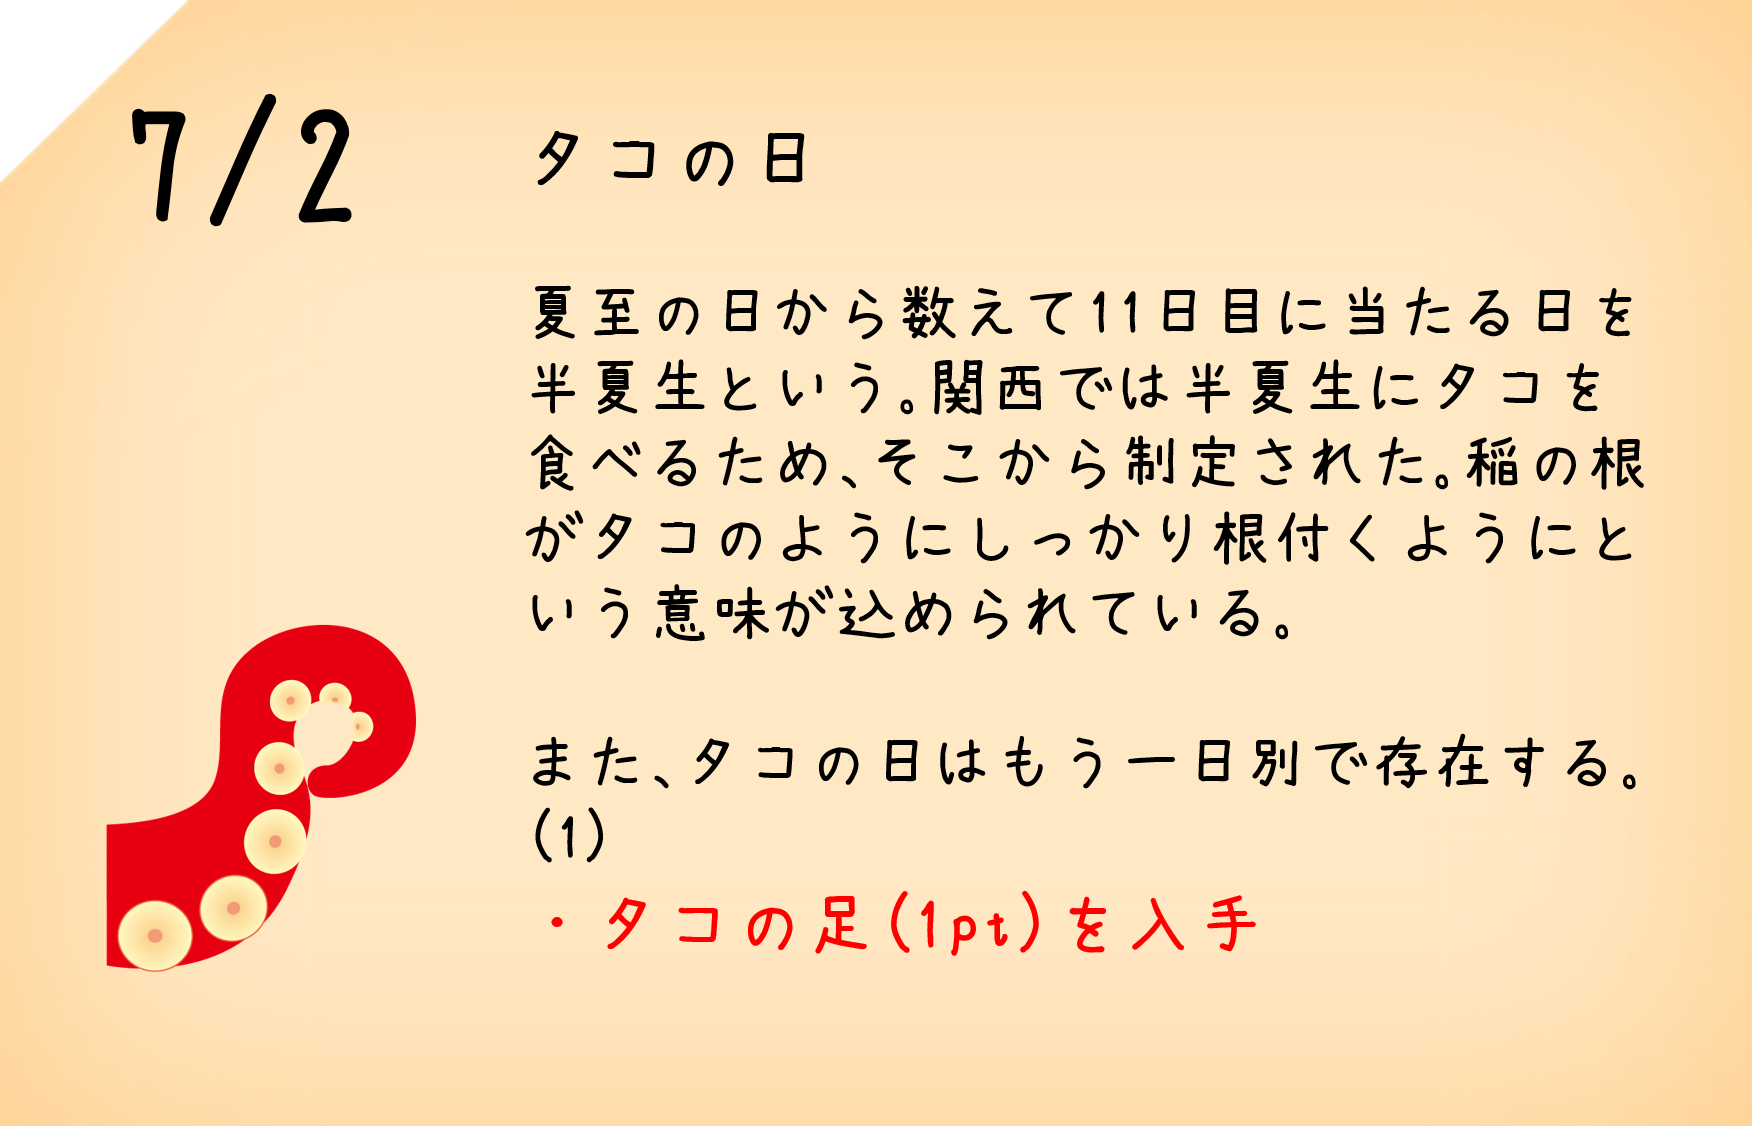 7/2
タコの日
夏至の日から数えて11日目に当たる日を
半夏生という。関西では半夏生にタコを
食べるため、そこから制定された。稲の根
がタコのようにしっかり根付くようにと
いう意味が込められている。
また、タコの日はもう一日別で存在する。
(1)
・タコの足(1pt)を入手